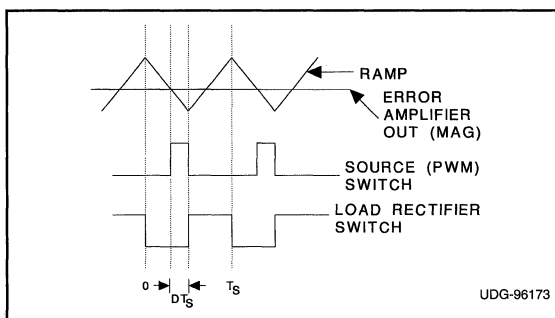 RAMP
ERROR
AMPLIFIER
OUT (MAG)
SOURCE (PWM)
SWITCH
LOAD RECTIFIER
SWITCH
0
DTS
TS
UDG-96173